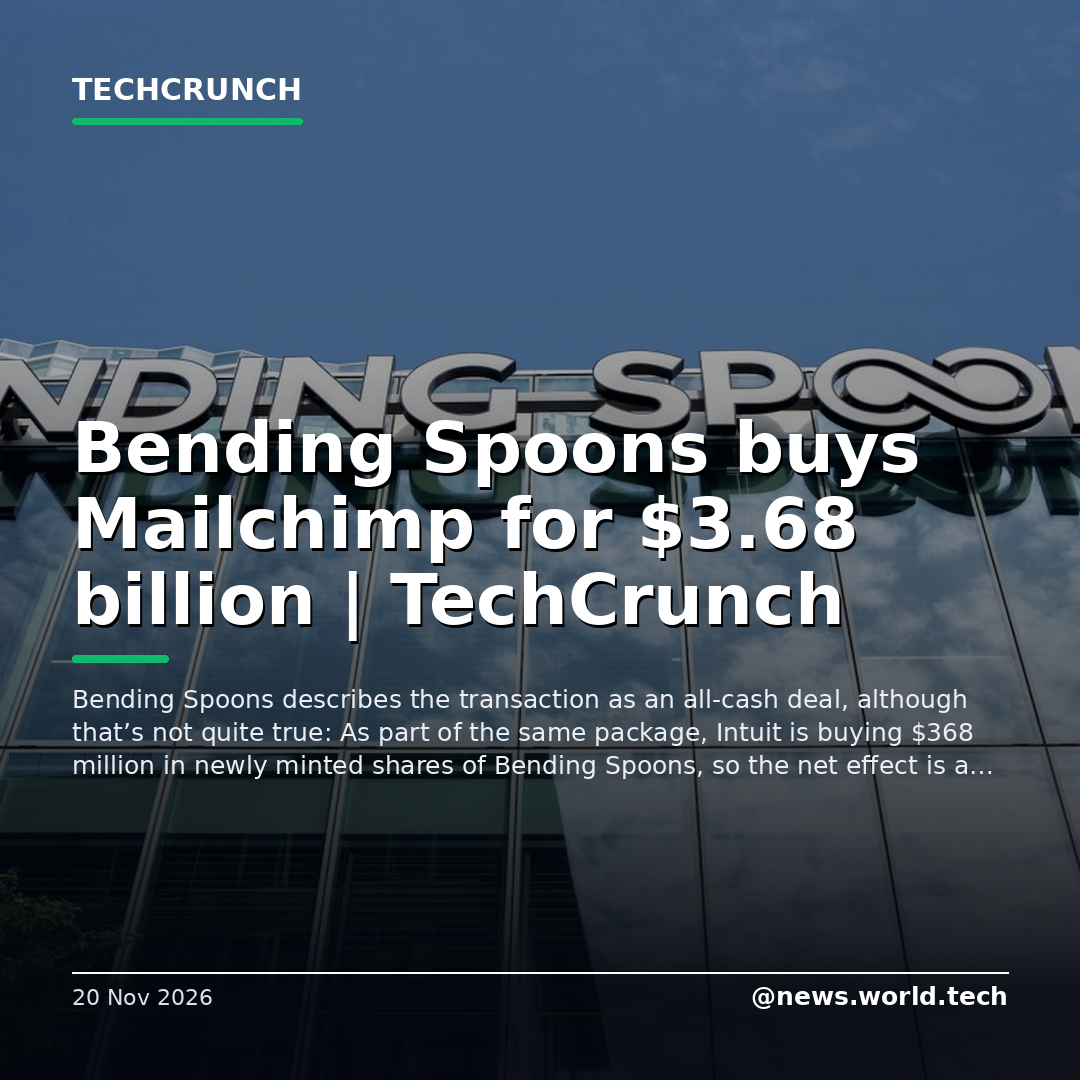 TECHCRUNCH
NDING SPOO
Bending Spoons buys
Mailchimp for $3.68
billion | TechCrunch
Bending Spoons describes the transaction as an all-cash deal, although
that’s not quite true: As part of the same package, Intuit is buying $368
million in newly minted shares of Bending Spoons, so the net effect is a…
20 Nov 2026
@news.world.tech